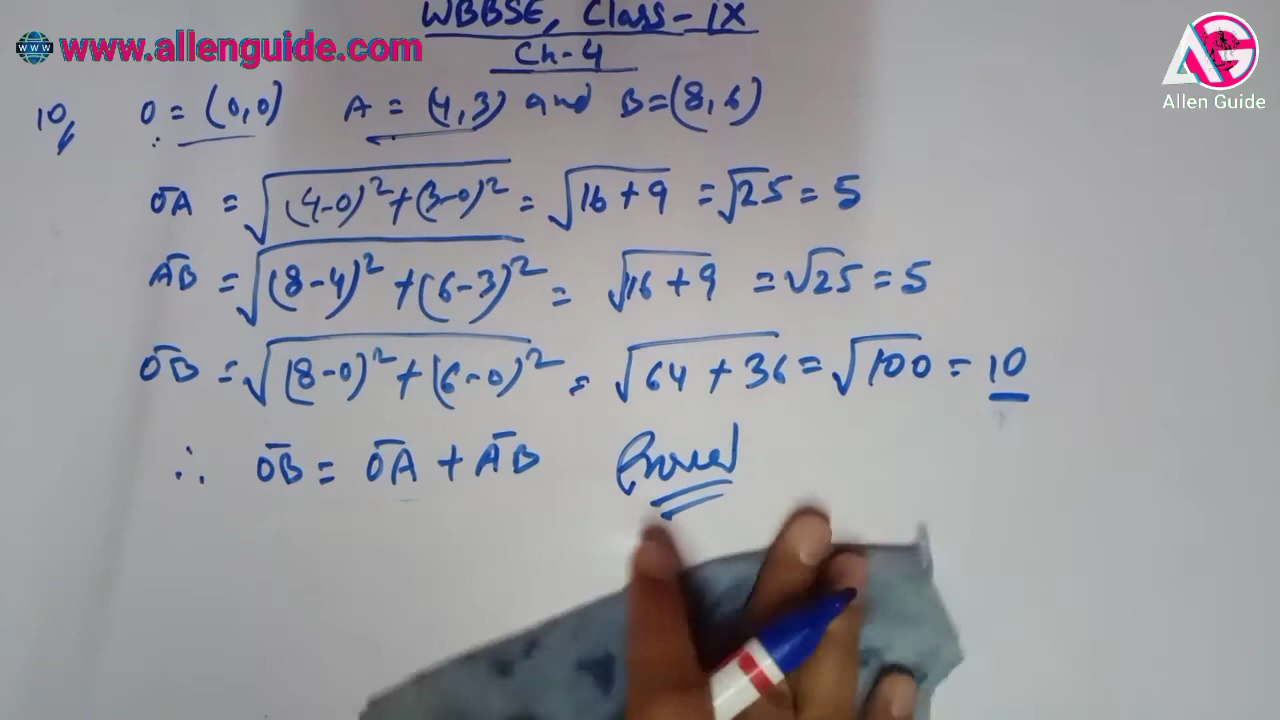 WBBSE, Class-IX
www.allenguide.com
Ch-4
AG
Allen Guide
10, O = (0,0) A = (4,3) and B=(8,6)
OA = √(4-0)²+(3-0)² = √16+9 = √25 = 5
AB = √(8-4)²+(6-3)² = √16+9 = √25 = 5
OB = √(8-0)²+(6-0)² = √64+36 = √100 = 10
∴ OB = OA + AB Proved